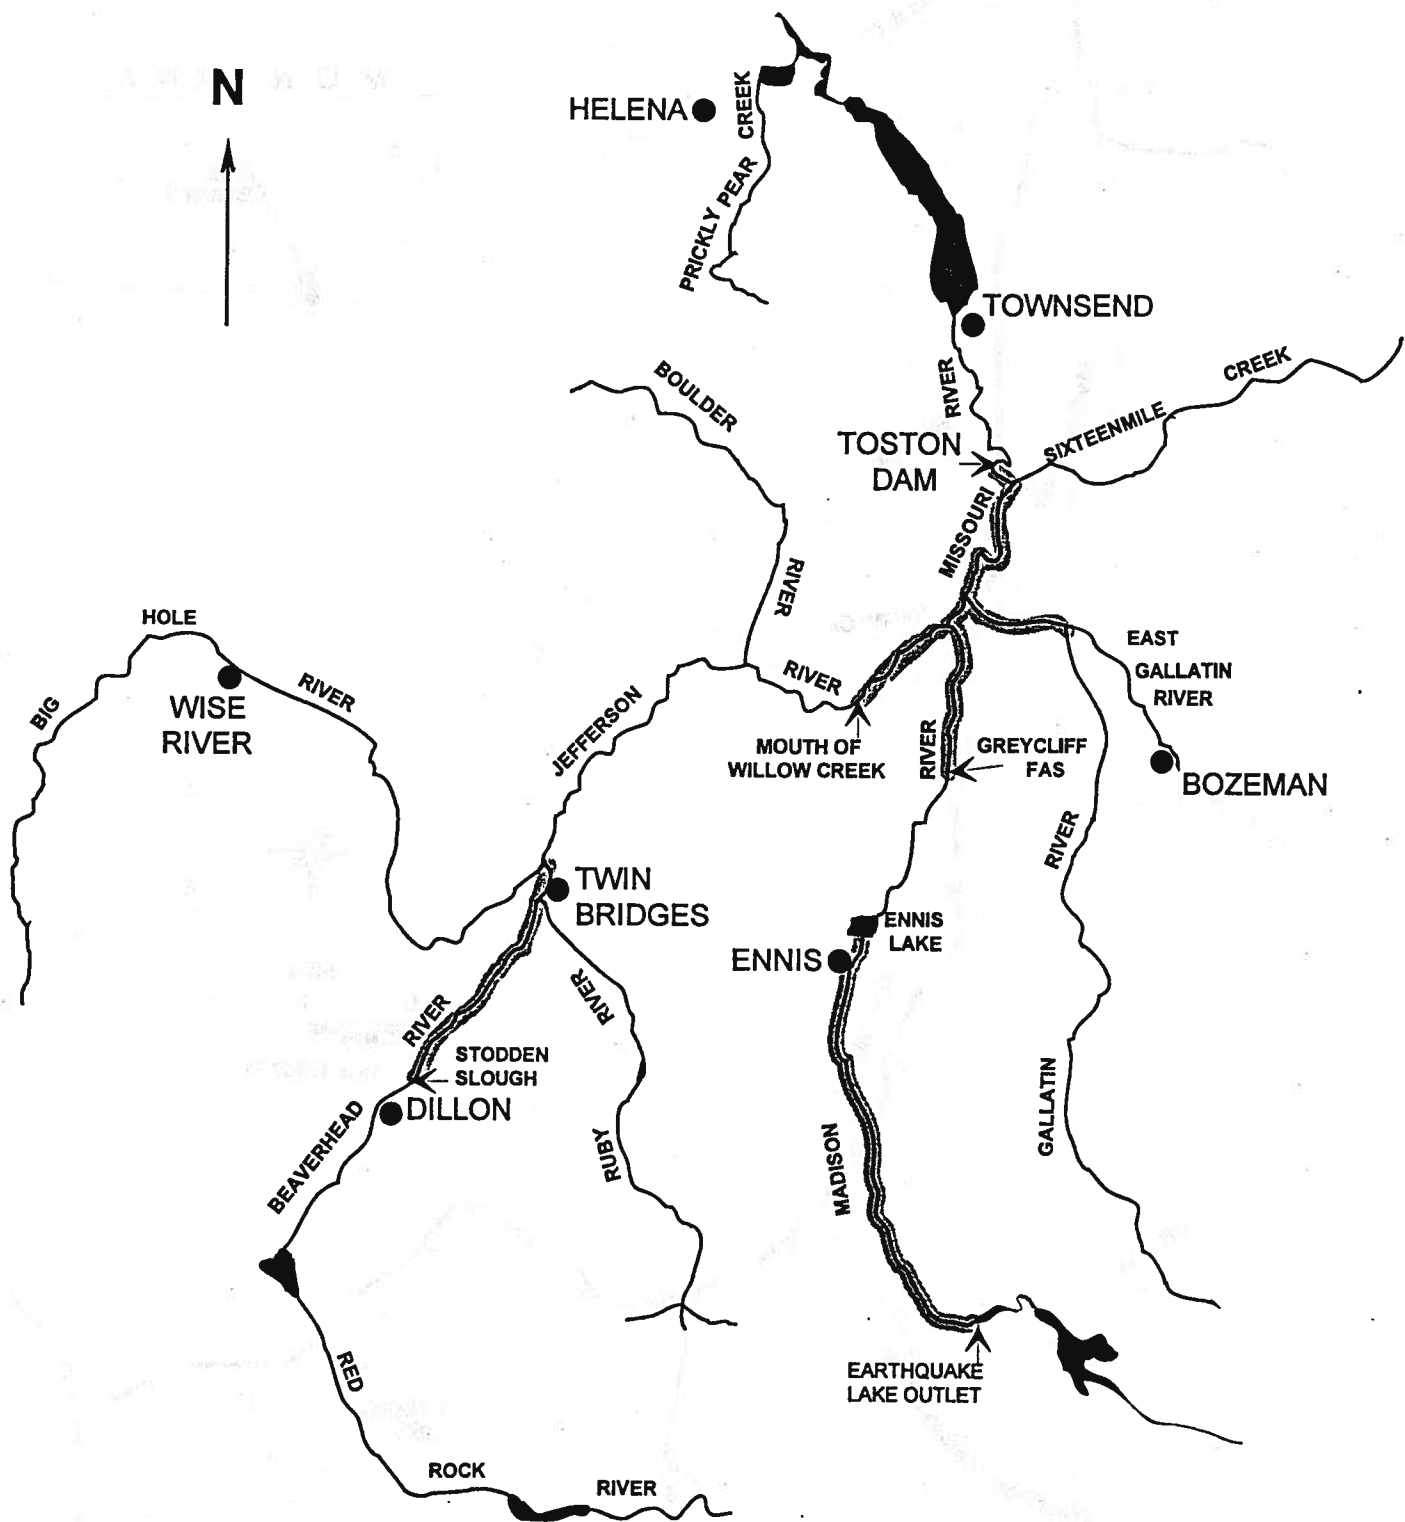 N
HELENA
PRICKLY PEAR CREEK
TOWNSEND
BOULDER
RIVER
RIVER
CREEK
SIXTEENMILE
TOSTON
DAM
MISSOURI
HOLE
BIG
RIVER
WISE
RIVER
JEFFERSON
RIVER
MOUTH OF
WILLOW CREEK
RIVER
GREYCLIFF
FAS
EAST
GALLATIN
RIVER
BOZEMAN
RIVER
TWIN
BRIDGES
ENNIS
LAKE
ENNIS
RIVER
RIVER
STODDEN
SLOUGH
DILLON
BEAVERHEAD
RUBY
MADISON
GALLATIN
EARTHQUAKE
LAKE OUTLET
RED
ROCK
RIVER